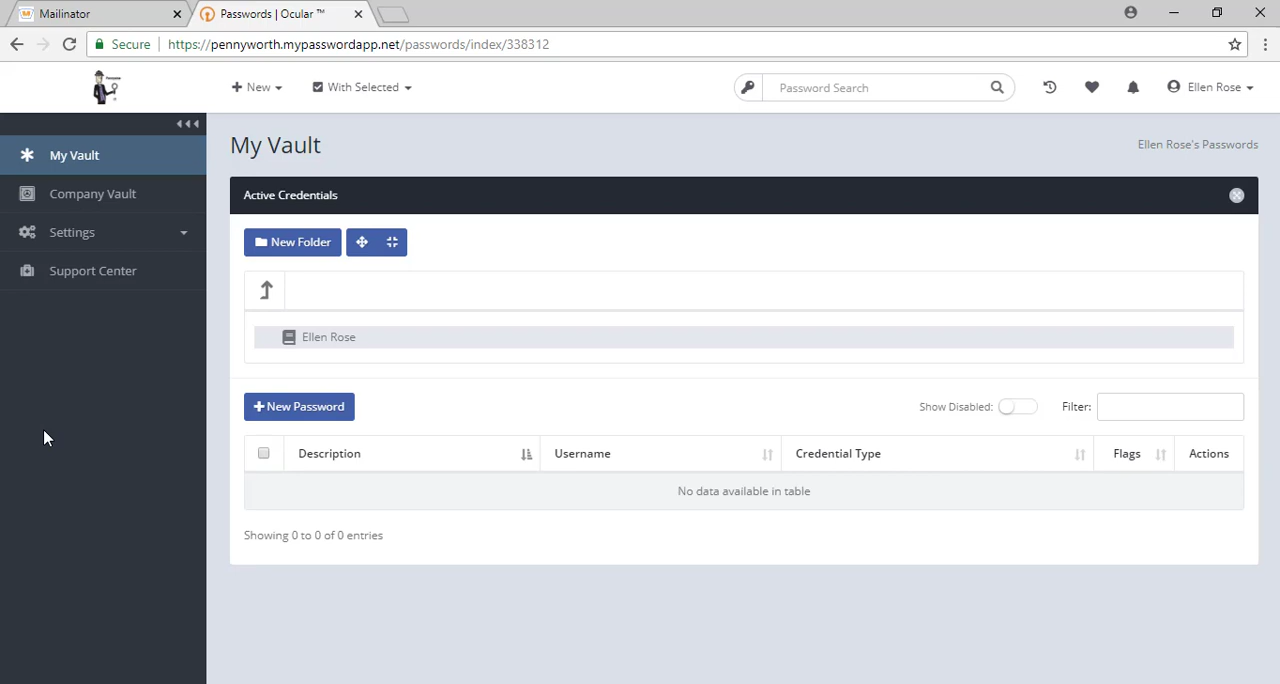 Mailinator
Passwords | Ocular ™
Secure
https://pennyworth.mypasswordapp.net/passwords/index/338312
New
With Selected
Password Search
Ellen Rose
My Vault
Company Vault
Settings
Support Center
My Vault
Ellen Rose's Passwords
Active Credentials
New Folder
Ellen Rose
New Password
Show Disabled:
Filter:
Description
Username
Credential Type
Flags
Actions
No data available in table
Showing 0 to 0 of 0 entries